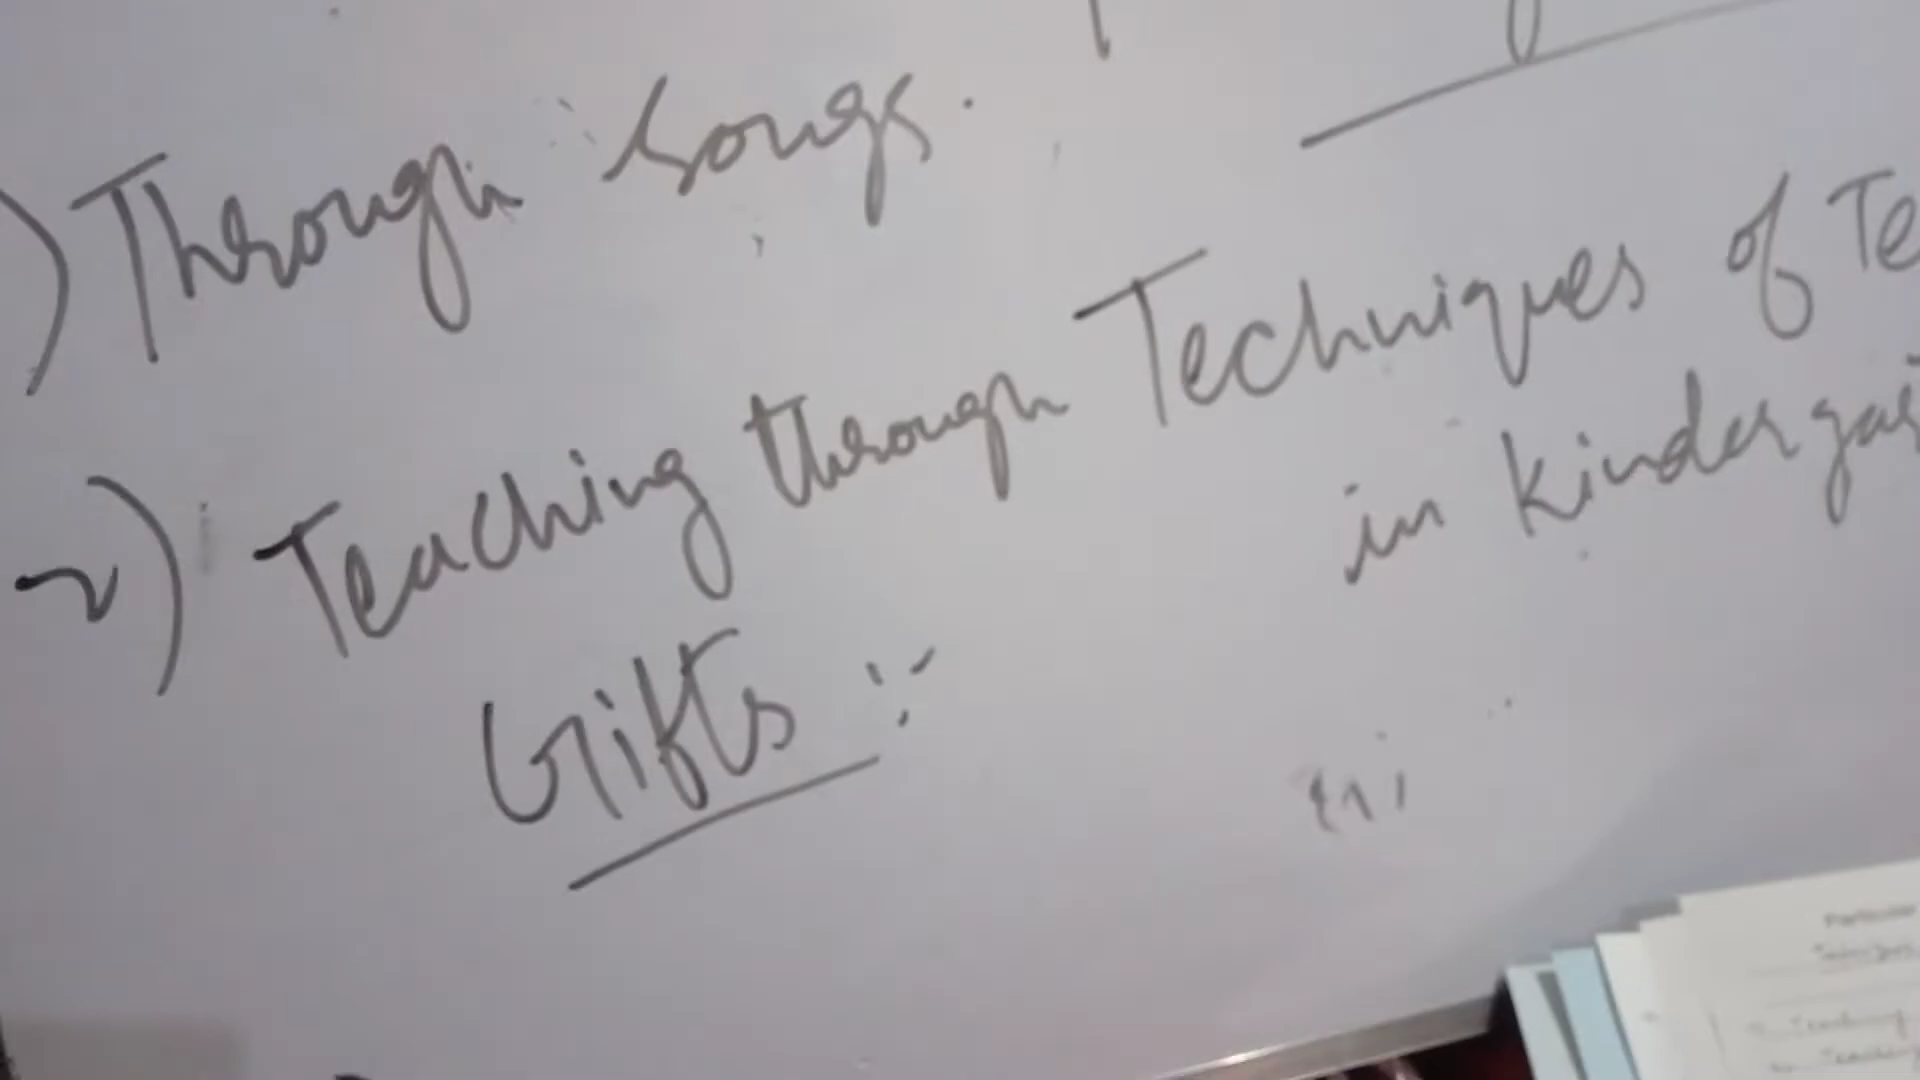 ) Through songs.
2) Teaching through
Gifts :-
Techniques of Te
in Kindergar